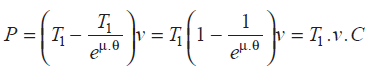 P = (T₁ − T₁/e^{μ.θ})v = T₁(1 − 1/e^{μ.θ})v = T₁.v.C